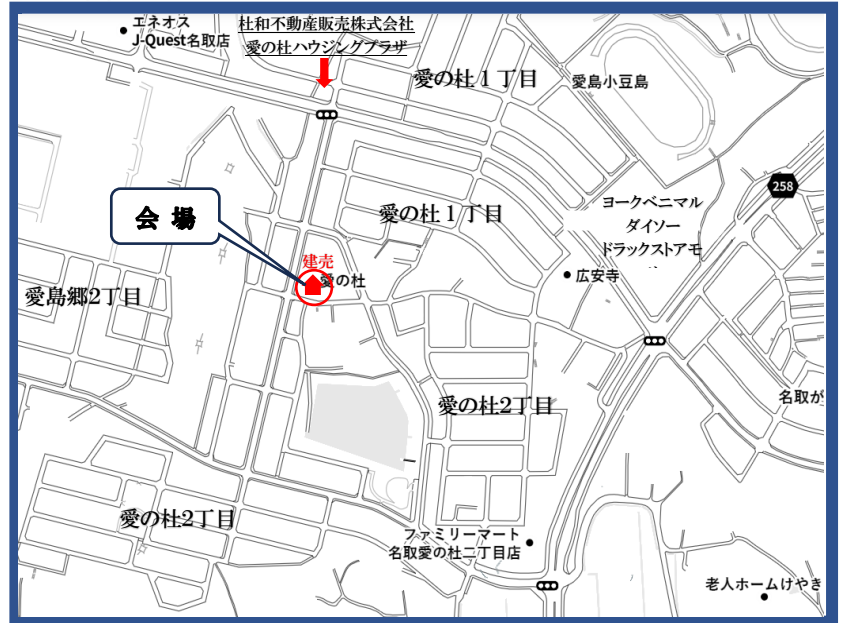 エネオス
J-Quest名取店
杜和不動産販売株式会社
愛の杜ハウジングプラザ
愛の杜１丁目
愛島小豆島
258
ヨークベニマル
ダイソー
ドラックストアモ
会場
愛の杜１丁目
建売
愛の杜
広安寺
愛島郷2丁目
名取が
愛の杜2丁目
愛の杜2丁目
ファミリーマート
名取愛の杜二丁目店
老人ホームけやき